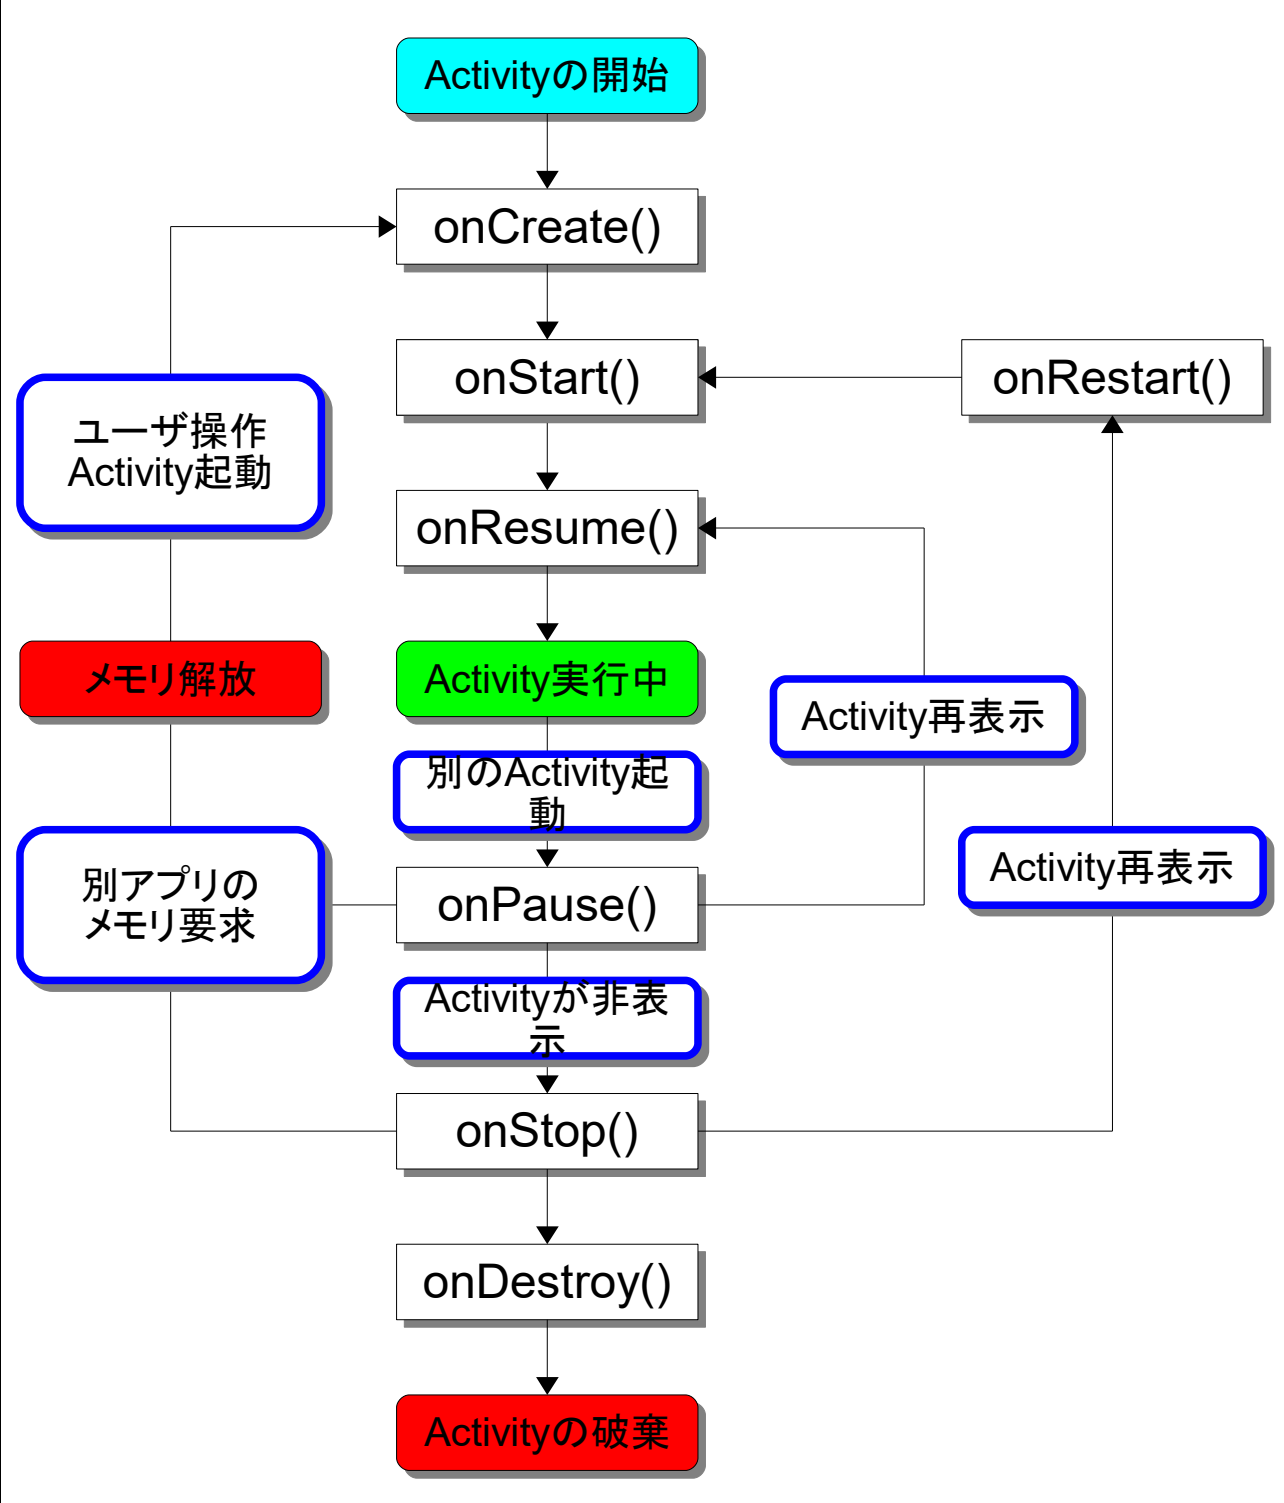 Activityの開始
onCreate()
onStart()
onRestart()
ユーザ操作
Activity起動
onResume()
メモリ解放
Activity実行中
Activity再表示
別のActivity起
動
別アプリの
メモリ要求
onPause()
Activity再表示
Activityが非表
示
onStop()
onDestroy()
Activityの破棄